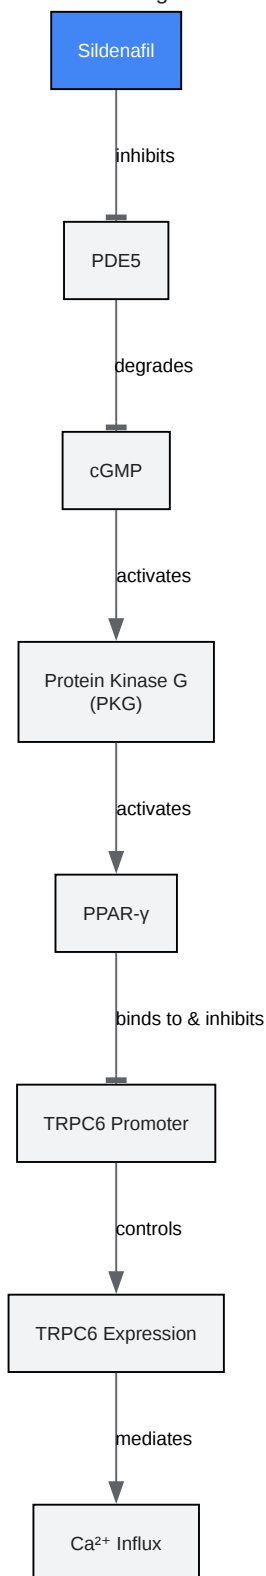 Sildenafil
inhibits
PDE5
degrades
cGMP
activates
Protein Kinase G
(PKG)
activates
PPAR-γ
binds to & inhibits
TRPC6 Promoter
controls
TRPC6 Expression
mediates
Ca²⁺ Influx